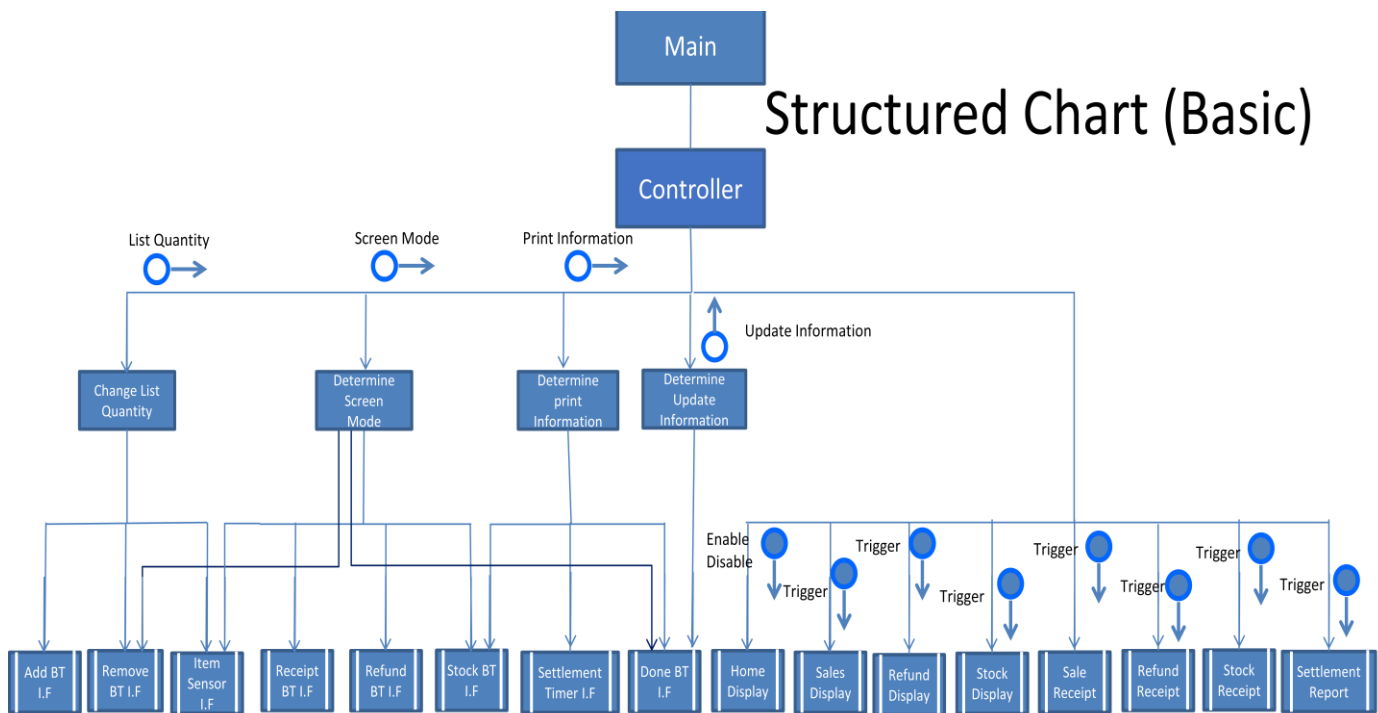 Main
Structured Chart (Basic)
Controller
List Quantity
Screen Mode
Print Information
Update Information
Change List
Quantity
Determine
Screen
Mode
Determine
print
Information
Determine
Update
Information
Enable
Disable
Trigger
Trigger
Trigger
Trigger
Trigger
Trigger
Trigger
Add BT
I.F
Remove
BT I.F
Item
Sensor
I.F
Receipt
BT I.F
Refund
BT I.F
Stock BT
I.F
Settlement
Timer I.F
Done BT
I.F
Home
Display
Sales
Display
Refund
Display
Stock
Display
Sale
Receipt
Refund
Receipt
Stock
Receipt
Settlement
Report